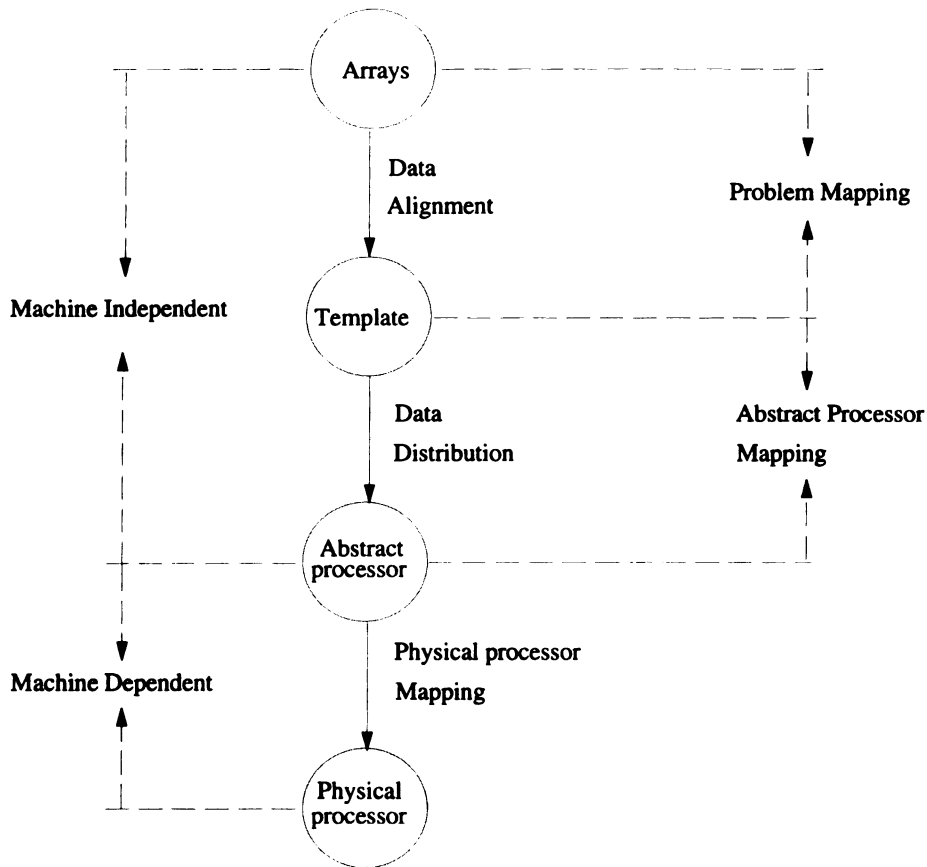 Arrays
Data
Alignment
Problem Mapping
Machine Independent
Template
Data
Distribution
Abstract Processor
Mapping
Abstract
processor
Physical processor
Mapping
Machine Dependent
Physical
processor